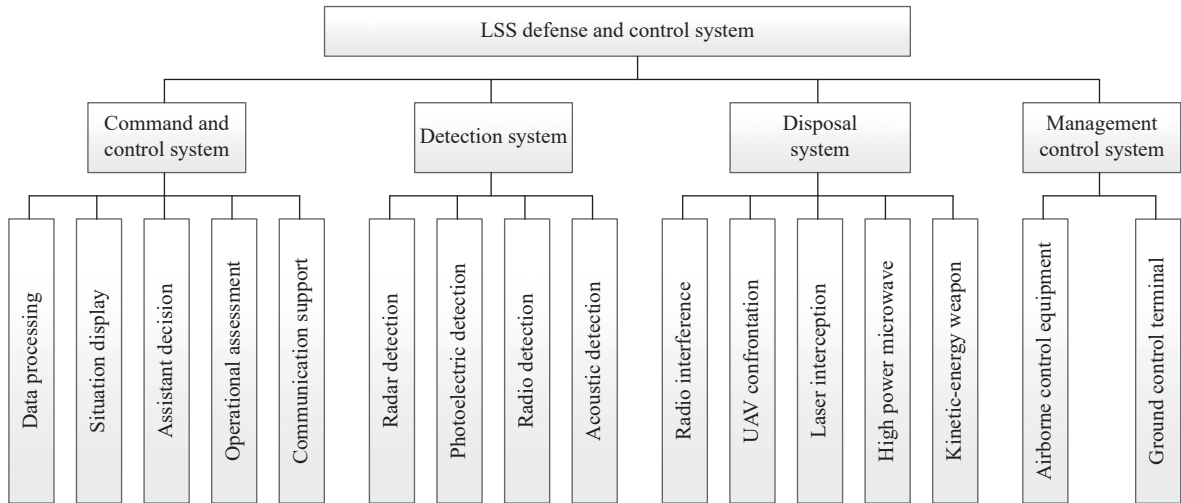 LSS defense and control system
Command and
control system
Detection system
Disposal
system
Management
control system
Data processing
Situation display
Assistant decision
Operational assessment
Communication support
Radar detection
Photoelectric detection
Radio detection
Acoustic detection
Radio interference
UAV confrontation
Laser interception
High power microwave
Kinetic-energy weapon
Airborne control equipment
Ground control terminal